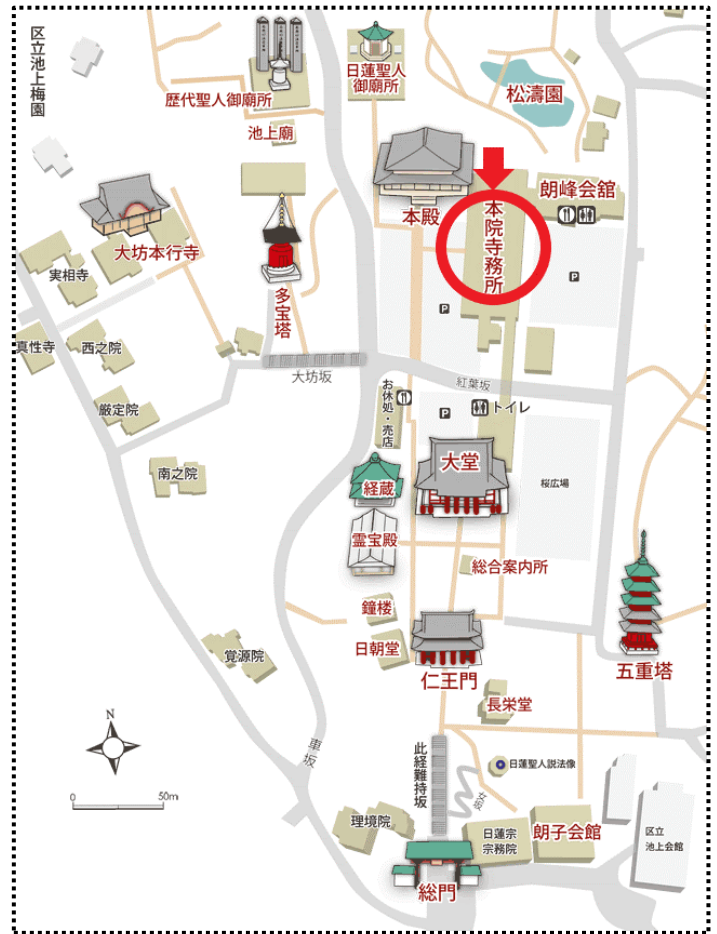 区立池上梅園
歴代聖人御廟所
日蓮聖人
御廟所
松濤園
池上廟
本殿
本院寺務所
朗峰会舘
大坊本行寺
実相寺
多宝塔
P
P
真性寺
西之院
大坊坂
紅葉坂
お休処・売店
P
トイレ
厳定院
大堂
南之院
経蔵
桜広場
霊宝殿
総合案内所
鐘楼
日朝堂
仁王門
覚源院
五重塔
長栄堂
N
車坂
此経難持坂
日蓮聖人説法像
女坂
0
50m
理境院
日蓮宗
宗務院
朗子会館
区立
池上会館
総門